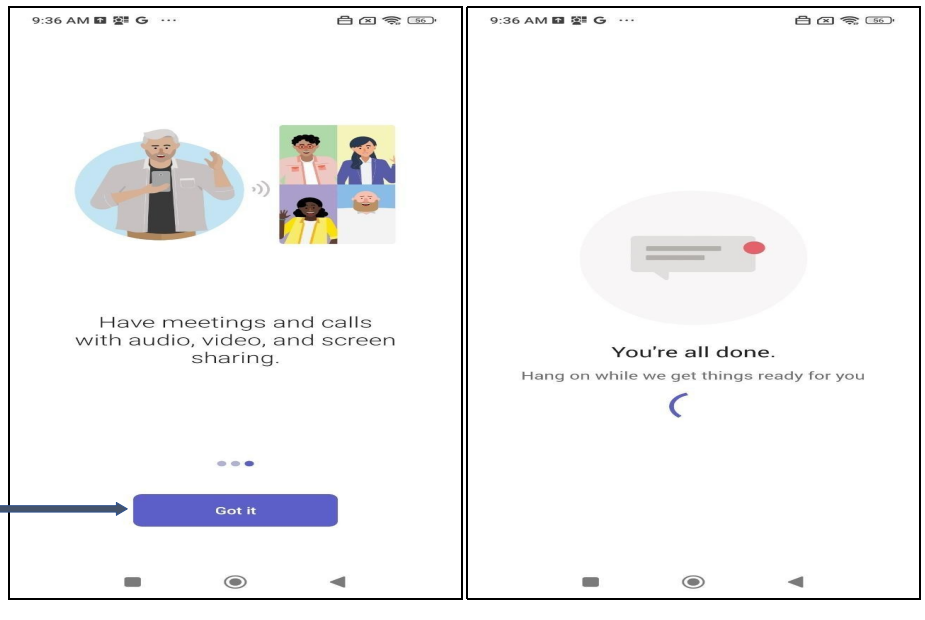 9:36 AM G ...
56
Have meetings and calls
with audio, video, and screen
sharing.
Got it
9:36 AM G ...
56
You're all done.
Hang on while we get things ready for you